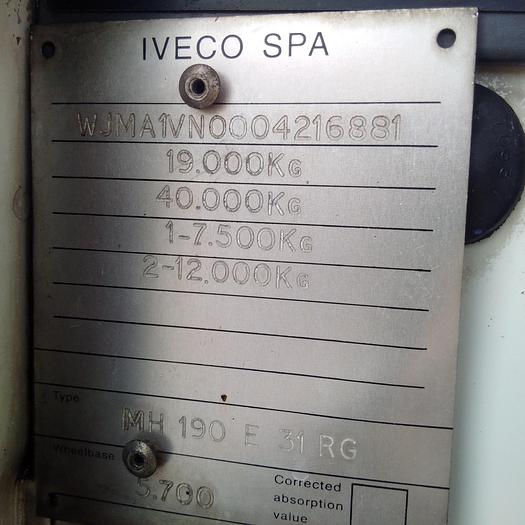 IVECO SPA
WJMA1VN0004216881
19.000KG
40.000KG
1-7.500KG
2-12.000KG
Type
MH 190 E 31 RG
Wheelbase
5.700
Corrected
absorption
value